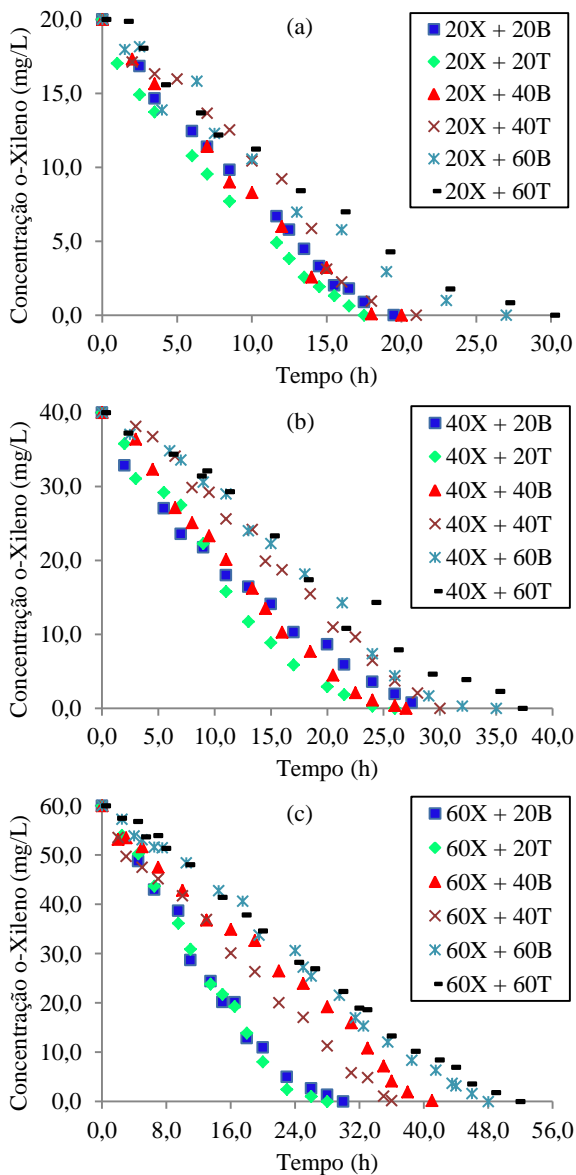 (a)
20X + 20B
20X + 20T
20X + 40B
20X + 40T
20X + 60B
20X + 60T
Concentração o-Xileno (mg/L)
20,0
15,0
10,0
5,0
0,0
0,0 5,0 10,0 15,0 20,0 25,0 30,0
Tempo (h)
(b)
40X + 20B
40X + 20T
40X + 40B
40X + 40T
40X + 60B
40X + 60T
Concentração o-Xileno (mg/L)
40,0
30,0
20,0
10,0
0,0
0,0 5,0 10,0 15,0 20,0 25,0 30,0 35,0 40,0
Tempo (h)
(c)
60X + 20B
60X + 20T
60X + 40B
60X + 40T
60X + 60B
60X + 60T
Concentração o-Xileno (mg/L)
60,0
50,0
40,0
30,0
20,0
10,0
0,0
0,0 8,0 16,0 24,0 32,0 40,0 48,0 56,0
Tempo (h)